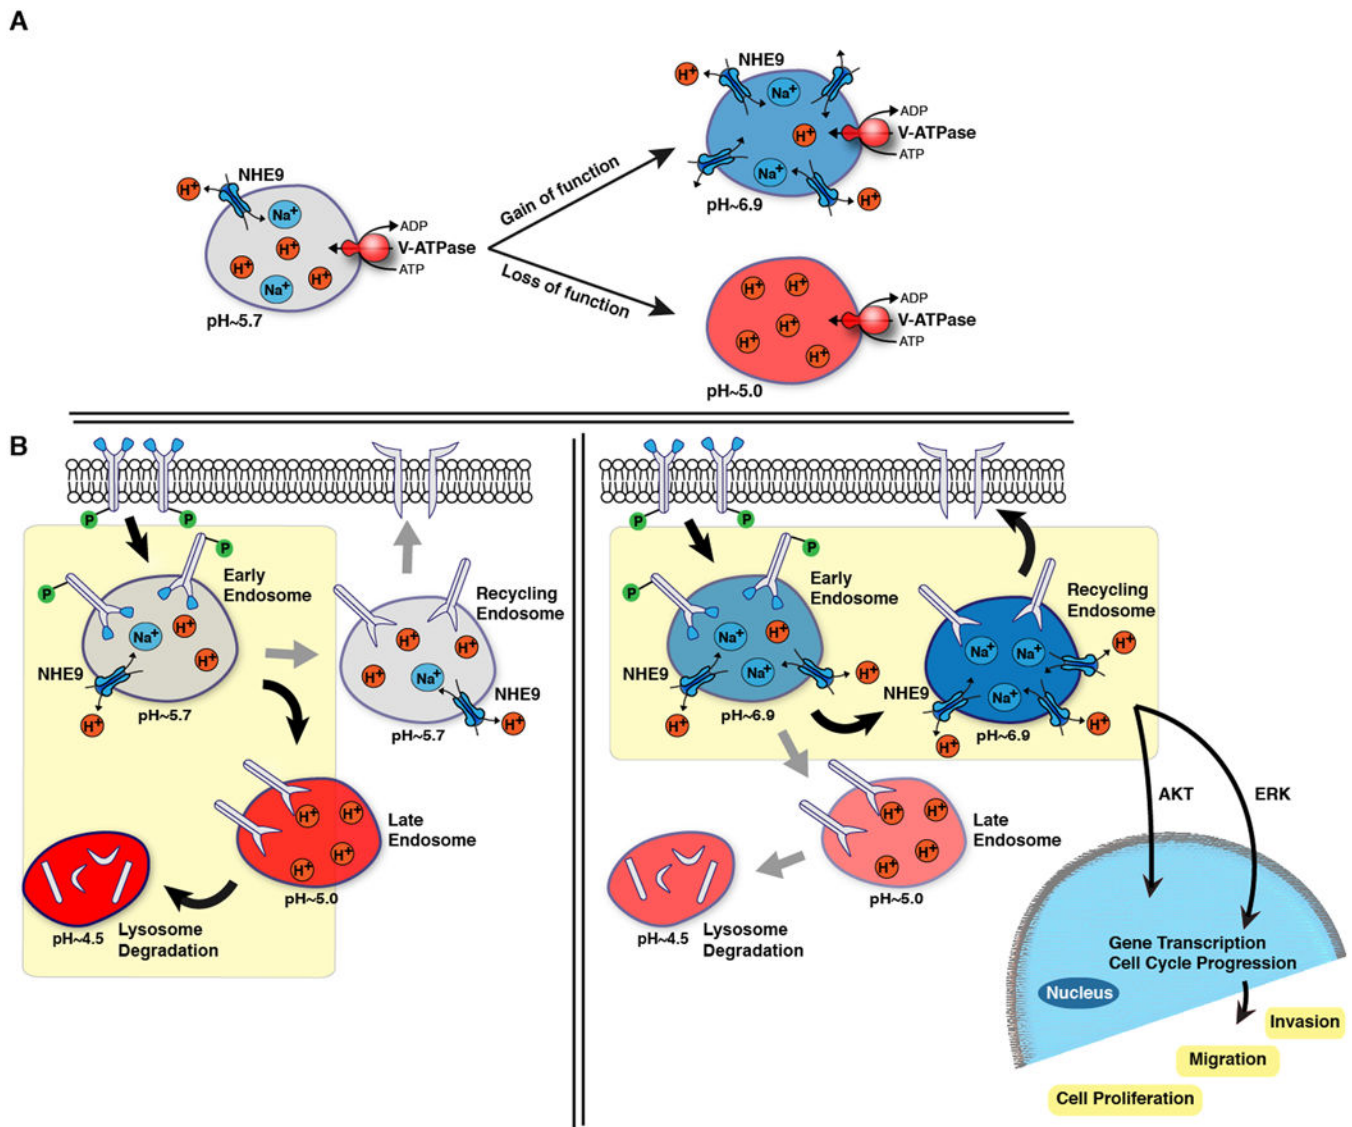 A
NHE9
H+
Na+
H+
H+
H+
Na+
ADP
V-ATPase
ATP
pH~5.7
Gain of function
Loss of function
NHE9
H+
Na+
H+
Na+
H+
ADP
V-ATPase
ATP
pH~6.9
H+
H+
H+
H+
H+
ADP
V-ATPase
ATP
pH~5.0
B
P
P
P
P
Early
Endosome
Na+
H+
H+
NHE9
H+
pH~5.7
Recycling
Endosome
H+
H+
H+
Na+
NHE9
H+
pH~5.7
H+
H+
H+
H+
Late
Endosome
pH~5.0
pH~4.5
Lysosome
Degradation
P
P
P
P
Early
Endosome
Na+
H+
Na+
H+
NHE9
H+
pH~6.9
Recycling
Endosome
Na+
Na+
Na+
H+
NHE9
H+
H+
pH~6.9
H+
H+
H+
H+
Late
Endosome
pH~5.0
pH~4.5
Lysosome
Degradation
AKT
ERK
Gene Transcription
Cell Cycle Progression
Nucleus
Invasion
Migration
Cell Proliferation